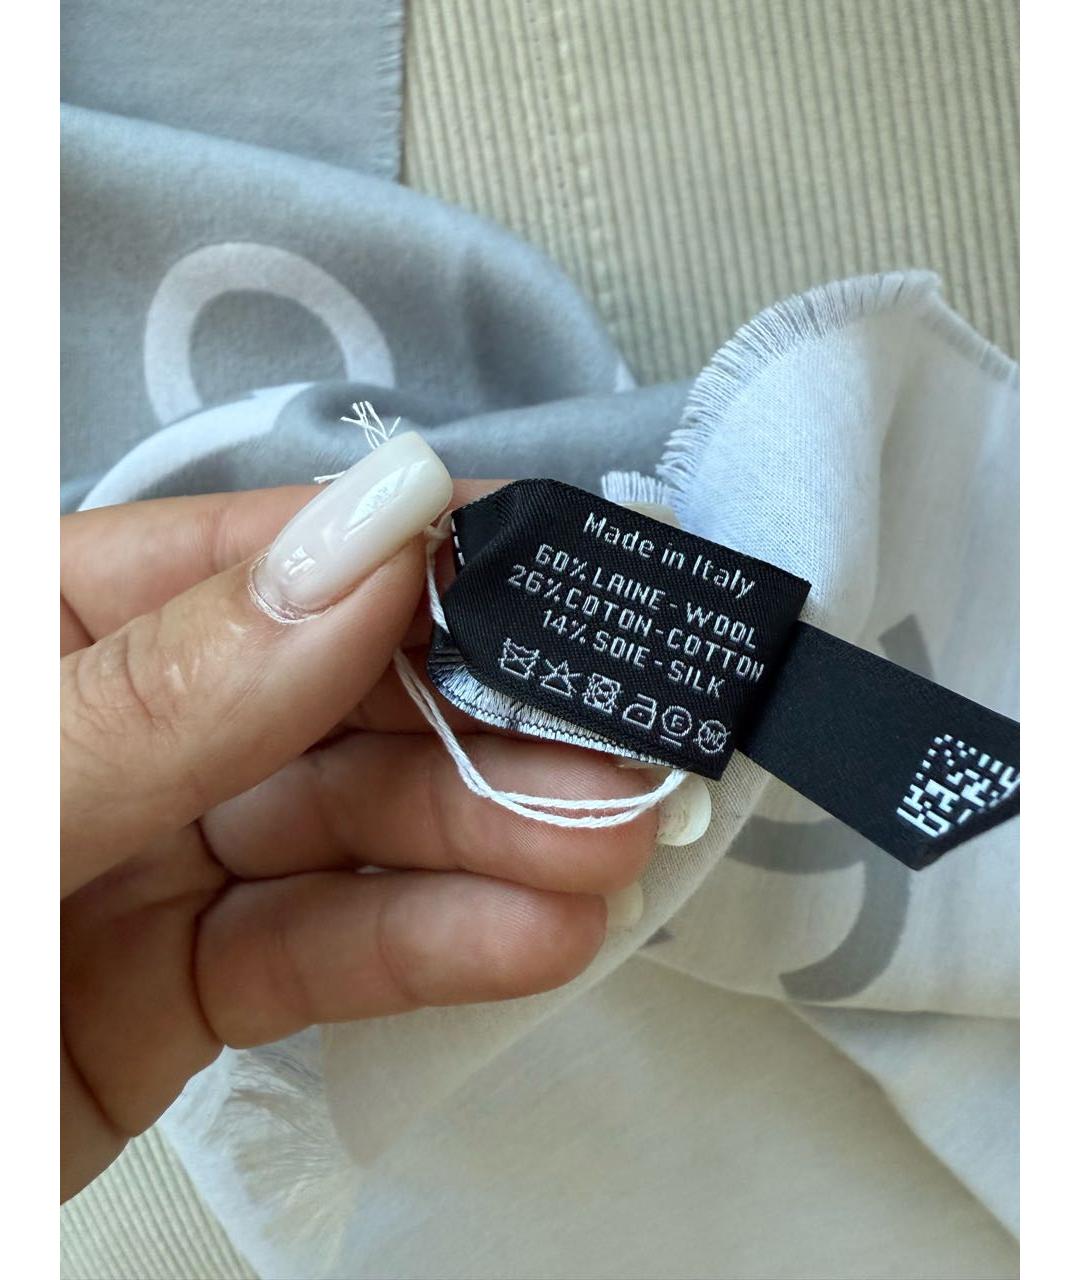 Made in Italy
60% LAINE - WOOL
26% COTON - COTTON
14% SOIE - SILK